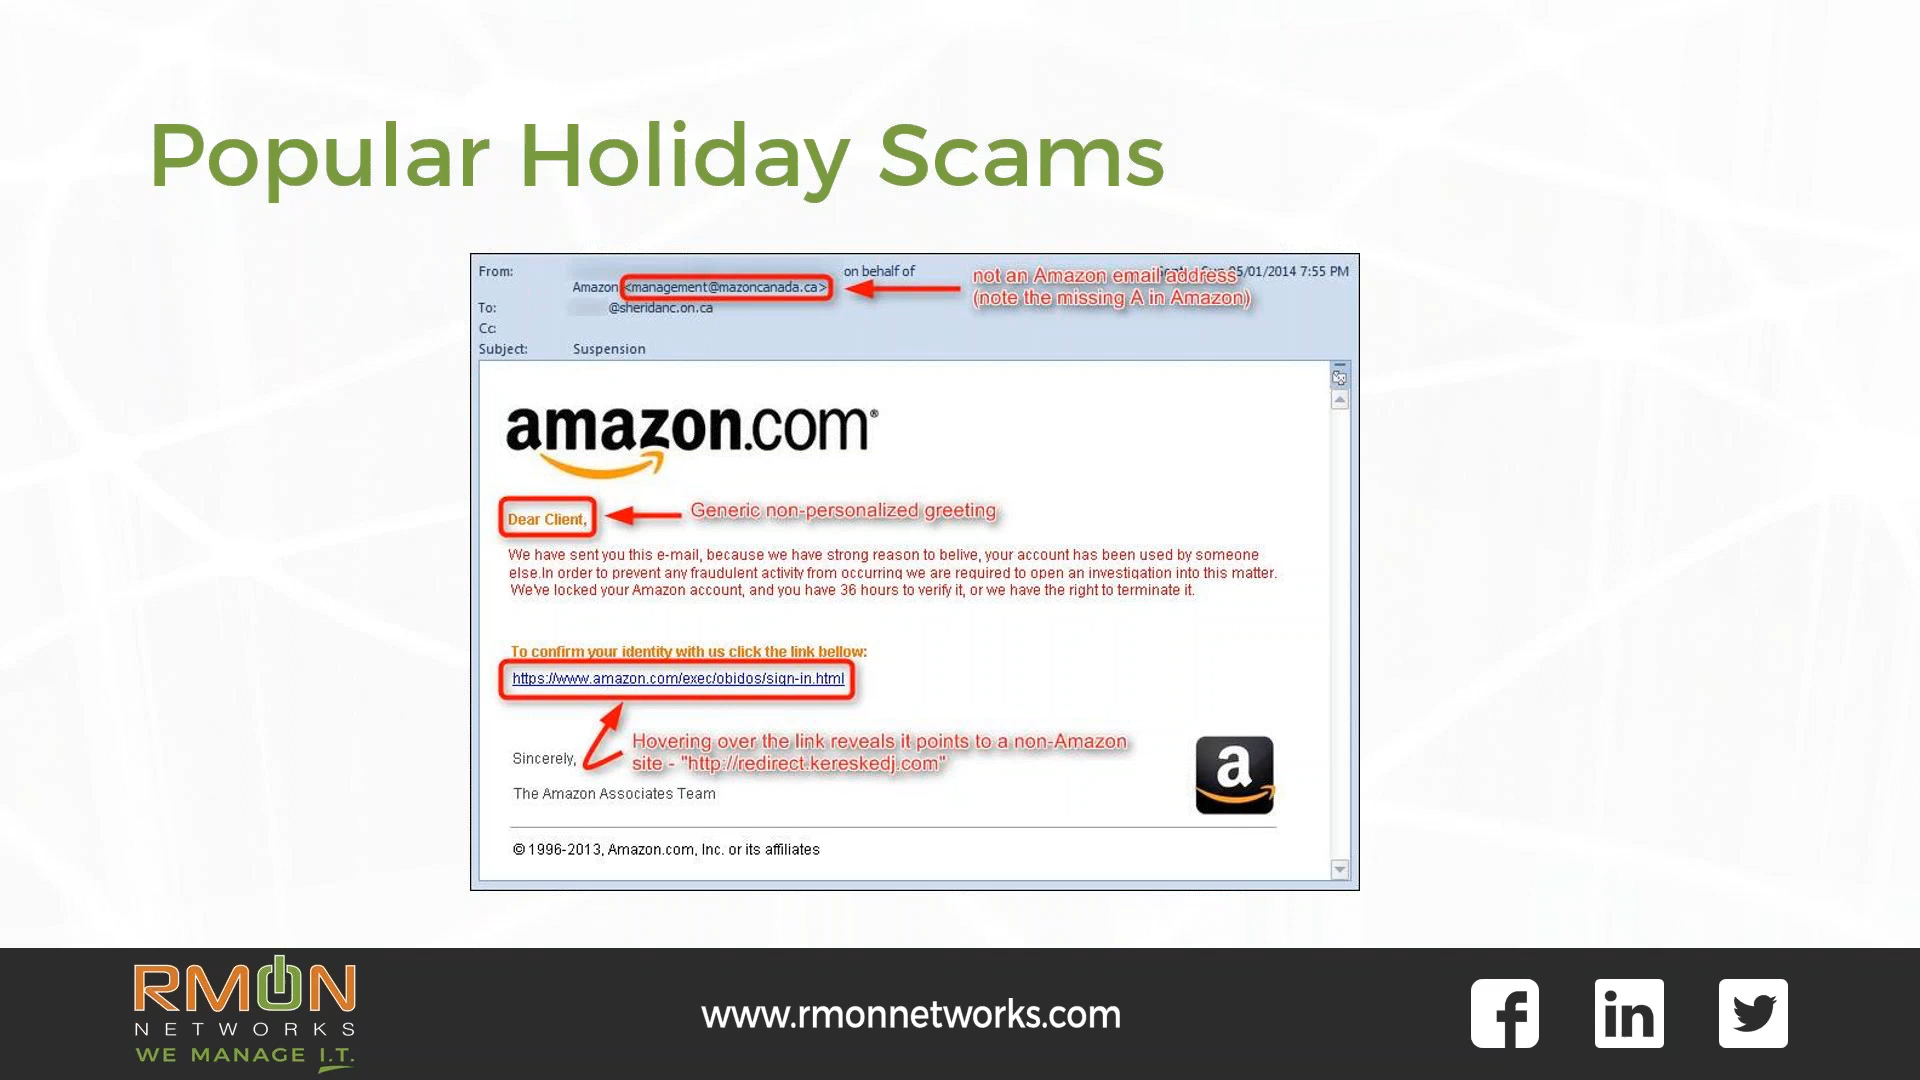 Popular Holiday Scams
From: on behalf of
Amazon <management@mazoncanada.ca>
not an Amazon email address
(note the missing A in Amazon)
05/01/2014 7:55 PM
To: @sheridanc.on.ca
Cc:
Subject: Suspension
amazon.com®
Dear Client,
Generic non-personalized greeting
We have sent you this e-mail, because we have strong reason to belive, your account has been used by someone
else.In order to prevent any fraudulent activity from occurring we are required to open an investigation into this matter.
We've locked your Amazon account, and you have 36 hours to verify it, or we have the right to terminate it.
To confirm your identity with us click the link bellow:
https://www.amazon.com/exec/obidos/sign-in.html
Hovering over the link reveals it points to a non-Amazon
site - "http://redirect.kereskedj.com"
Sincerely,
The Amazon Associates Team
a
© 1996-2013, Amazon.com, Inc. or its affiliates
RMON
NETWORKS
WE MANAGE I.T.
www.rmonnetworks.com
f
in